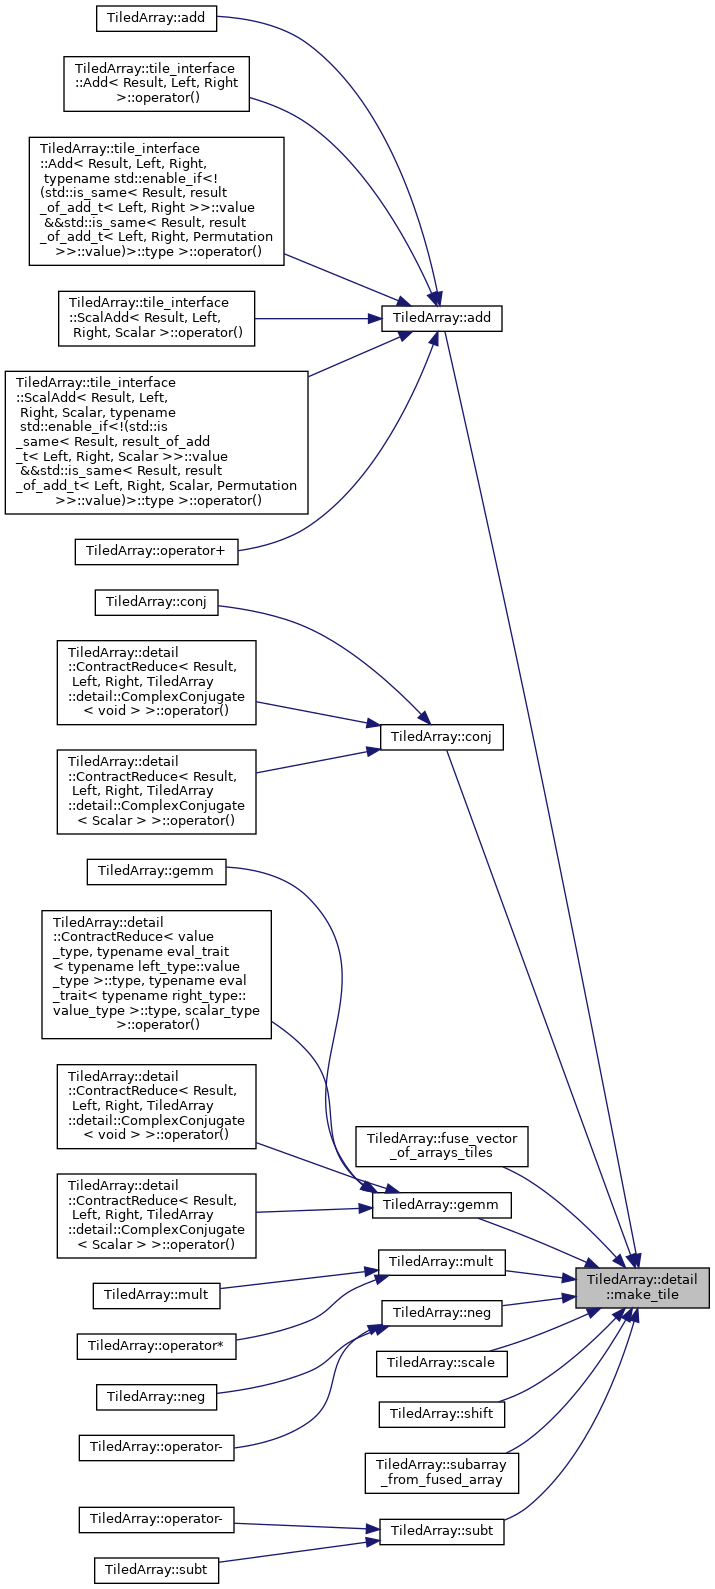 TiledArray::add
TiledArray::tile_interface
::Add< Result, Left, Right
>::operator()
TiledArray::tile_interface
::Add< Result, Left, Right,
typename std::enable_if<!
(std::is_same< Result, result
_of_add_t< Left, Right >>::value
&&std::is_same< Result, result
_of_add_t< Left, Right, Permutation
>>::value)>::type >::operator()
TiledArray::tile_interface
::ScalAdd< Result, Left,
Right, Scalar >::operator()
TiledArray::add
TiledArray::tile_interface
::ScalAdd< Result, Left,
Right, Scalar, typename
std::enable_if<!(std::is
_same< Result, result_of_add
_t< Left, Right, Scalar >>::value
&&std::is_same< Result, result
_of_add_t< Left, Right, Scalar, Permutation
>>::value)>::type >::operator()
TiledArray::operator+
TiledArray::conj
TiledArray::detail
::ContractReduce< Result,
Left, Right, TiledArray
::detail::ComplexConjugate
< void > >::operator()
TiledArray::conj
TiledArray::detail
::ContractReduce< Result,
Left, Right, TiledArray
::detail::ComplexConjugate
< Scalar > >::operator()
TiledArray::gemm
TiledArray::detail
::ContractReduce< value
_type, typename eval_trait
< typename left_type::value
_type >::type, typename eval
_trait< typename right_type::
value_type >::type, scalar_type
>::operator()
TiledArray::detail
::ContractReduce< Result,
Left, Right, TiledArray
::detail::ComplexConjugate
< void > >::operator()
TiledArray::fuse_vector
_of_arrays_tiles
TiledArray::detail
::ContractReduce< Result,
Left, Right, TiledArray
::detail::ComplexConjugate
< Scalar > >::operator()
TiledArray::gemm
TiledArray::mult
TiledArray::detail
::make_tile
TiledArray::mult
TiledArray::neg
TiledArray::operator*
TiledArray::scale
TiledArray::neg
TiledArray::shift
TiledArray::operator-
TiledArray::subarray
_from_fused_array
TiledArray::operator-
TiledArray::subt
TiledArray::subt